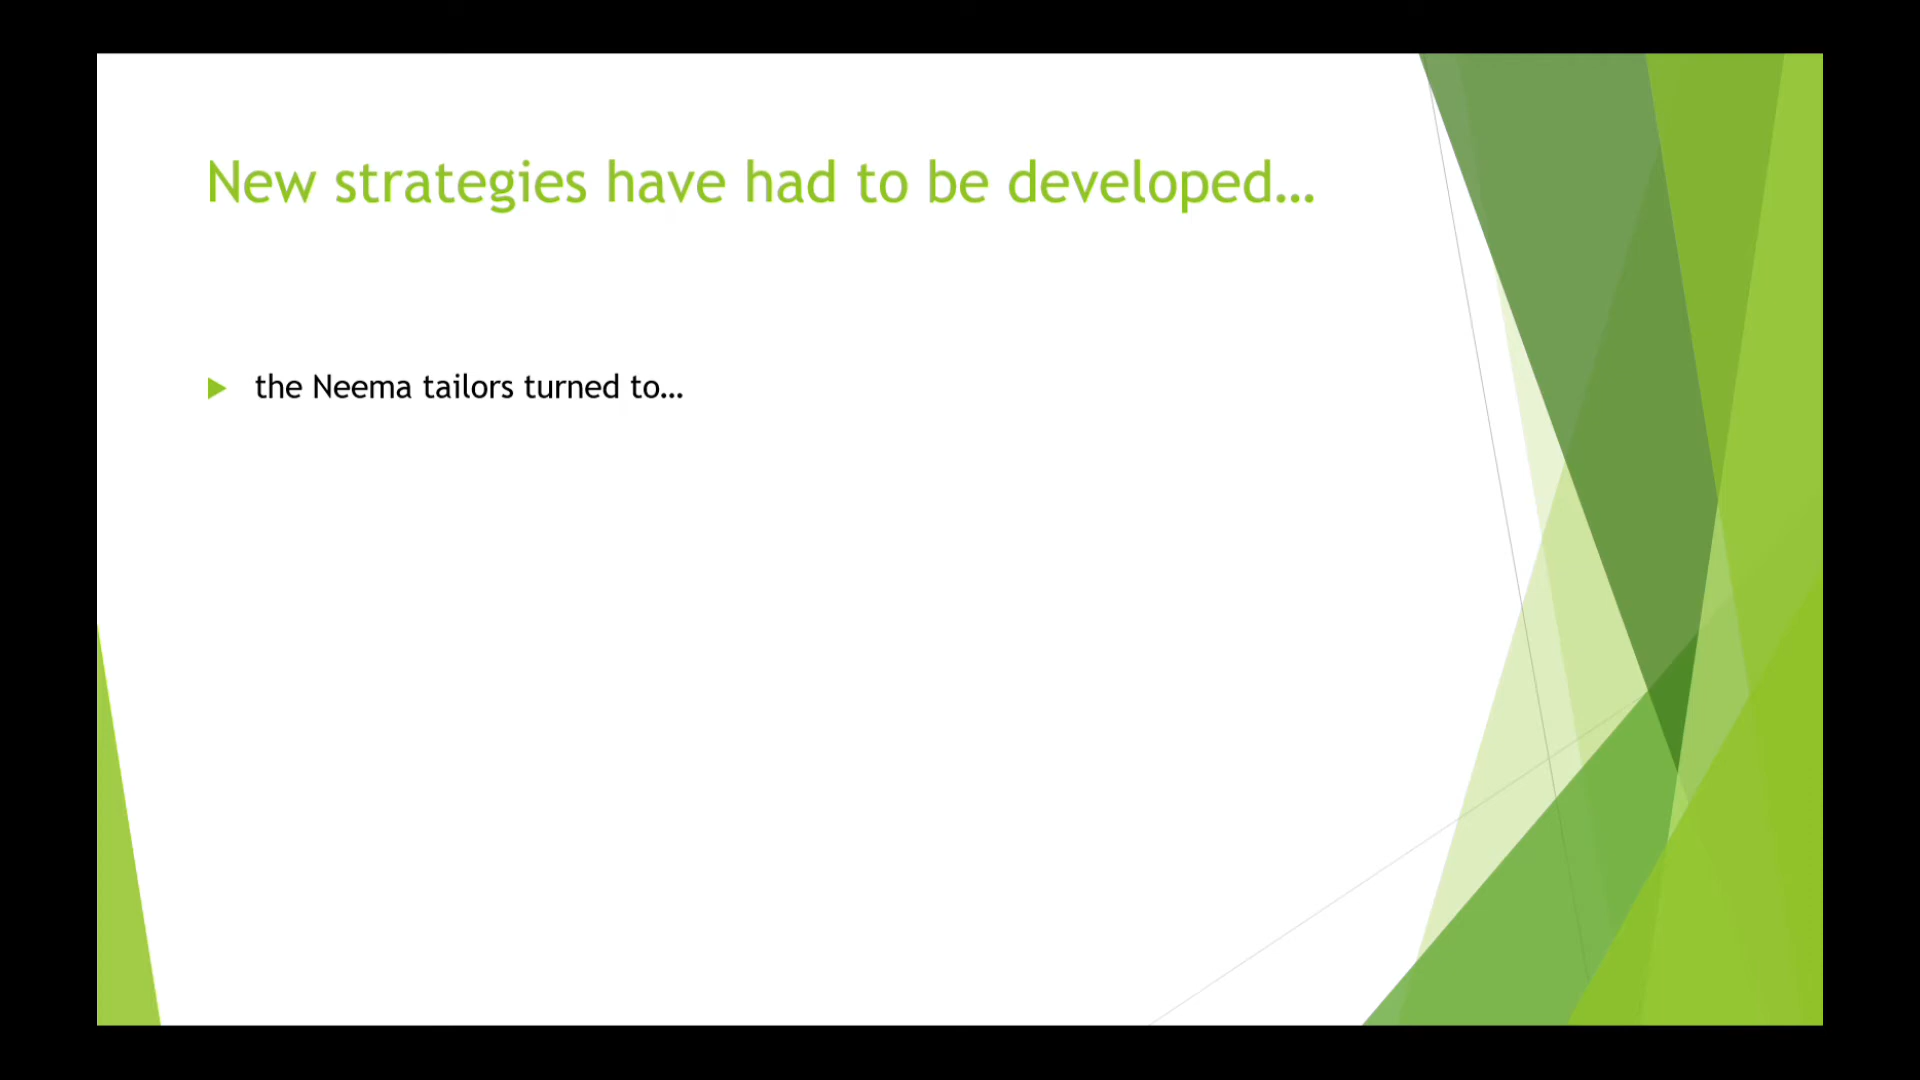 New strategies have had to be developed…
the Neema tailors turned to…